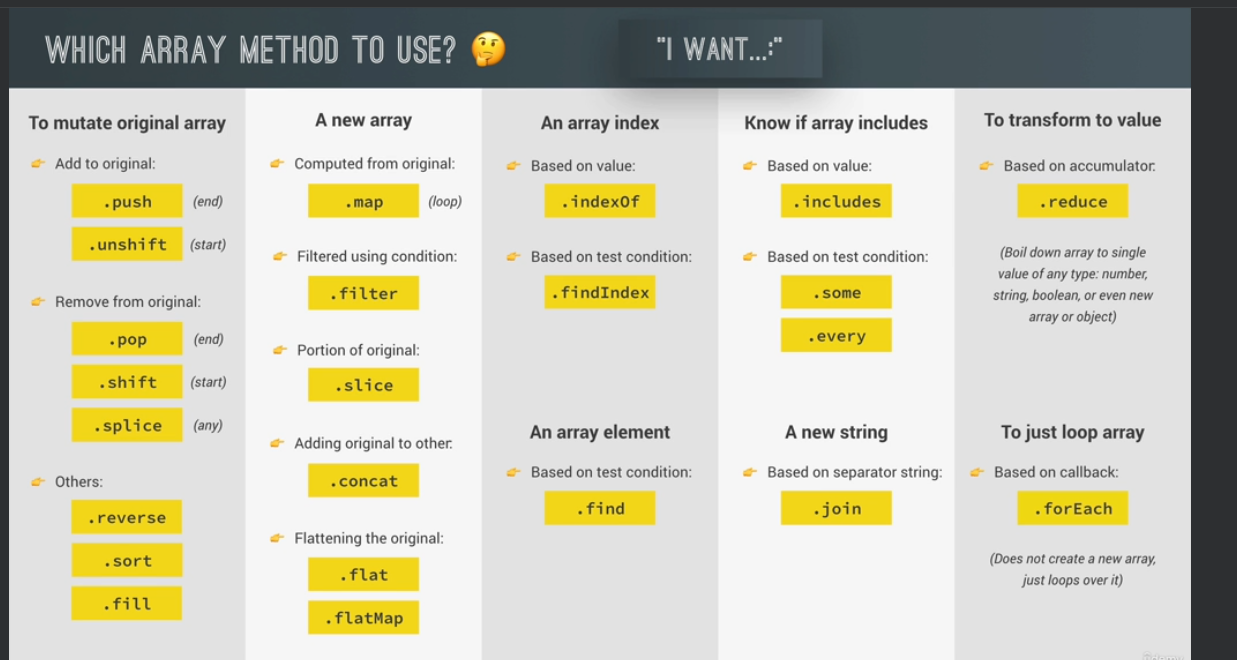 WHICH ARRAY METHOD TO USE? 🤔
"I WANT...:"
To mutate original array
👉 Add to original:
.push (end)
.unshift (start)
👉 Remove from original:
.pop (end)
.shift (start)
.splice (any)
👉 Others:
.reverse
.sort
.fill
A new array
👉 Computed from original:
.map (loop)
👉 Filtered using condition:
.filter
👉 Portion of original:
.slice
👉 Adding original to other:
.concat
👉 Flattening the original:
.flat
.flatMap
An array index
👉 Based on value:
.indexOf
👉 Based on test condition:
.findIndex
An array element
👉 Based on test condition:
.find
Know if array includes
👉 Based on value:
.includes
👉 Based on test condition:
.some
.every
A new string
👉 Based on separator string:
.join
To transform to value
👉 Based on accumulator:
.reduce
(Boil down array to single
value of any type: number,
string, boolean, or even new
array or object)
To just loop array
👉 Based on callback:
.forEach
(Does not create a new array,
just loops over it)